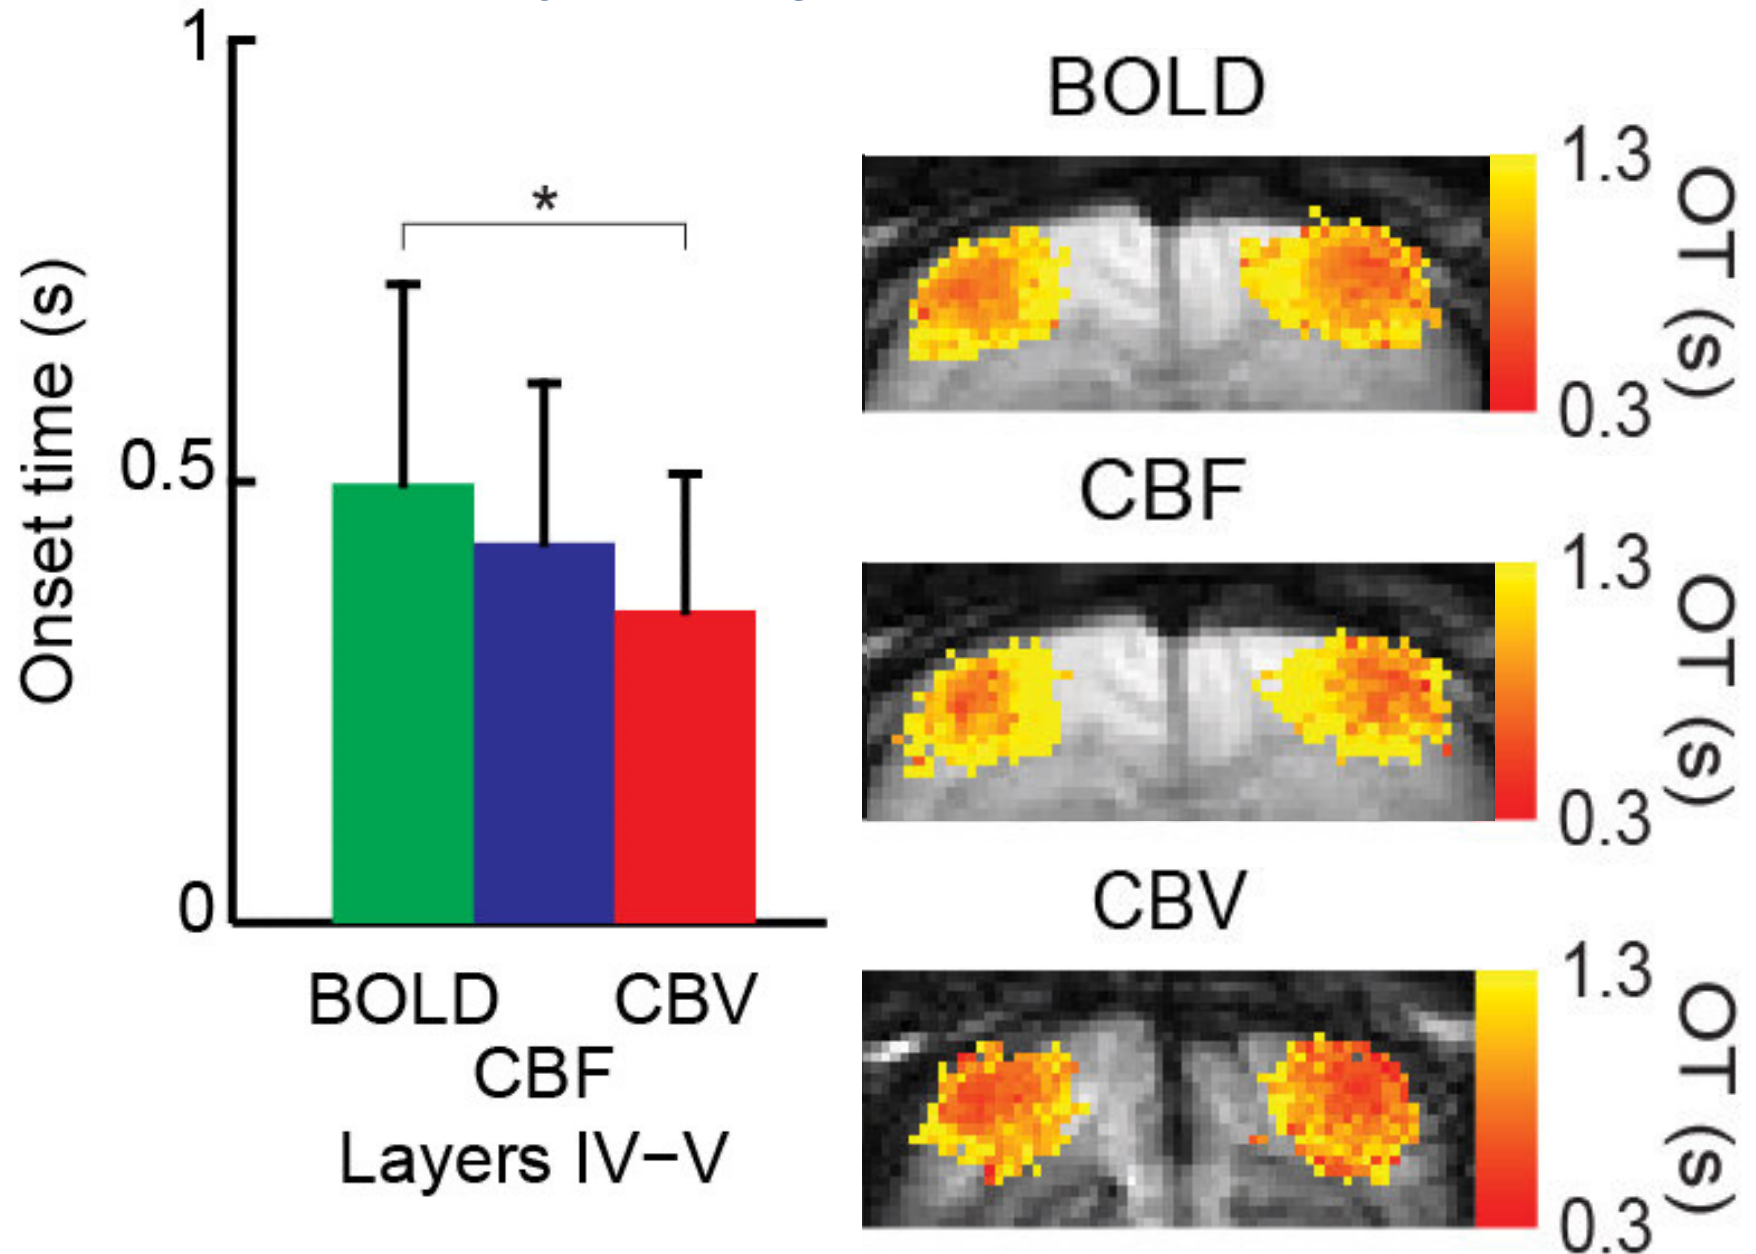 1
0.5
0
Onset time (s)
*
BOLD
CBV
CBF
Layers IV−V
BOLD
1.3
0.3
OT (s)
CBF
1.3
0.3
OT (s)
CBV
1.3
0.3
OT (s)